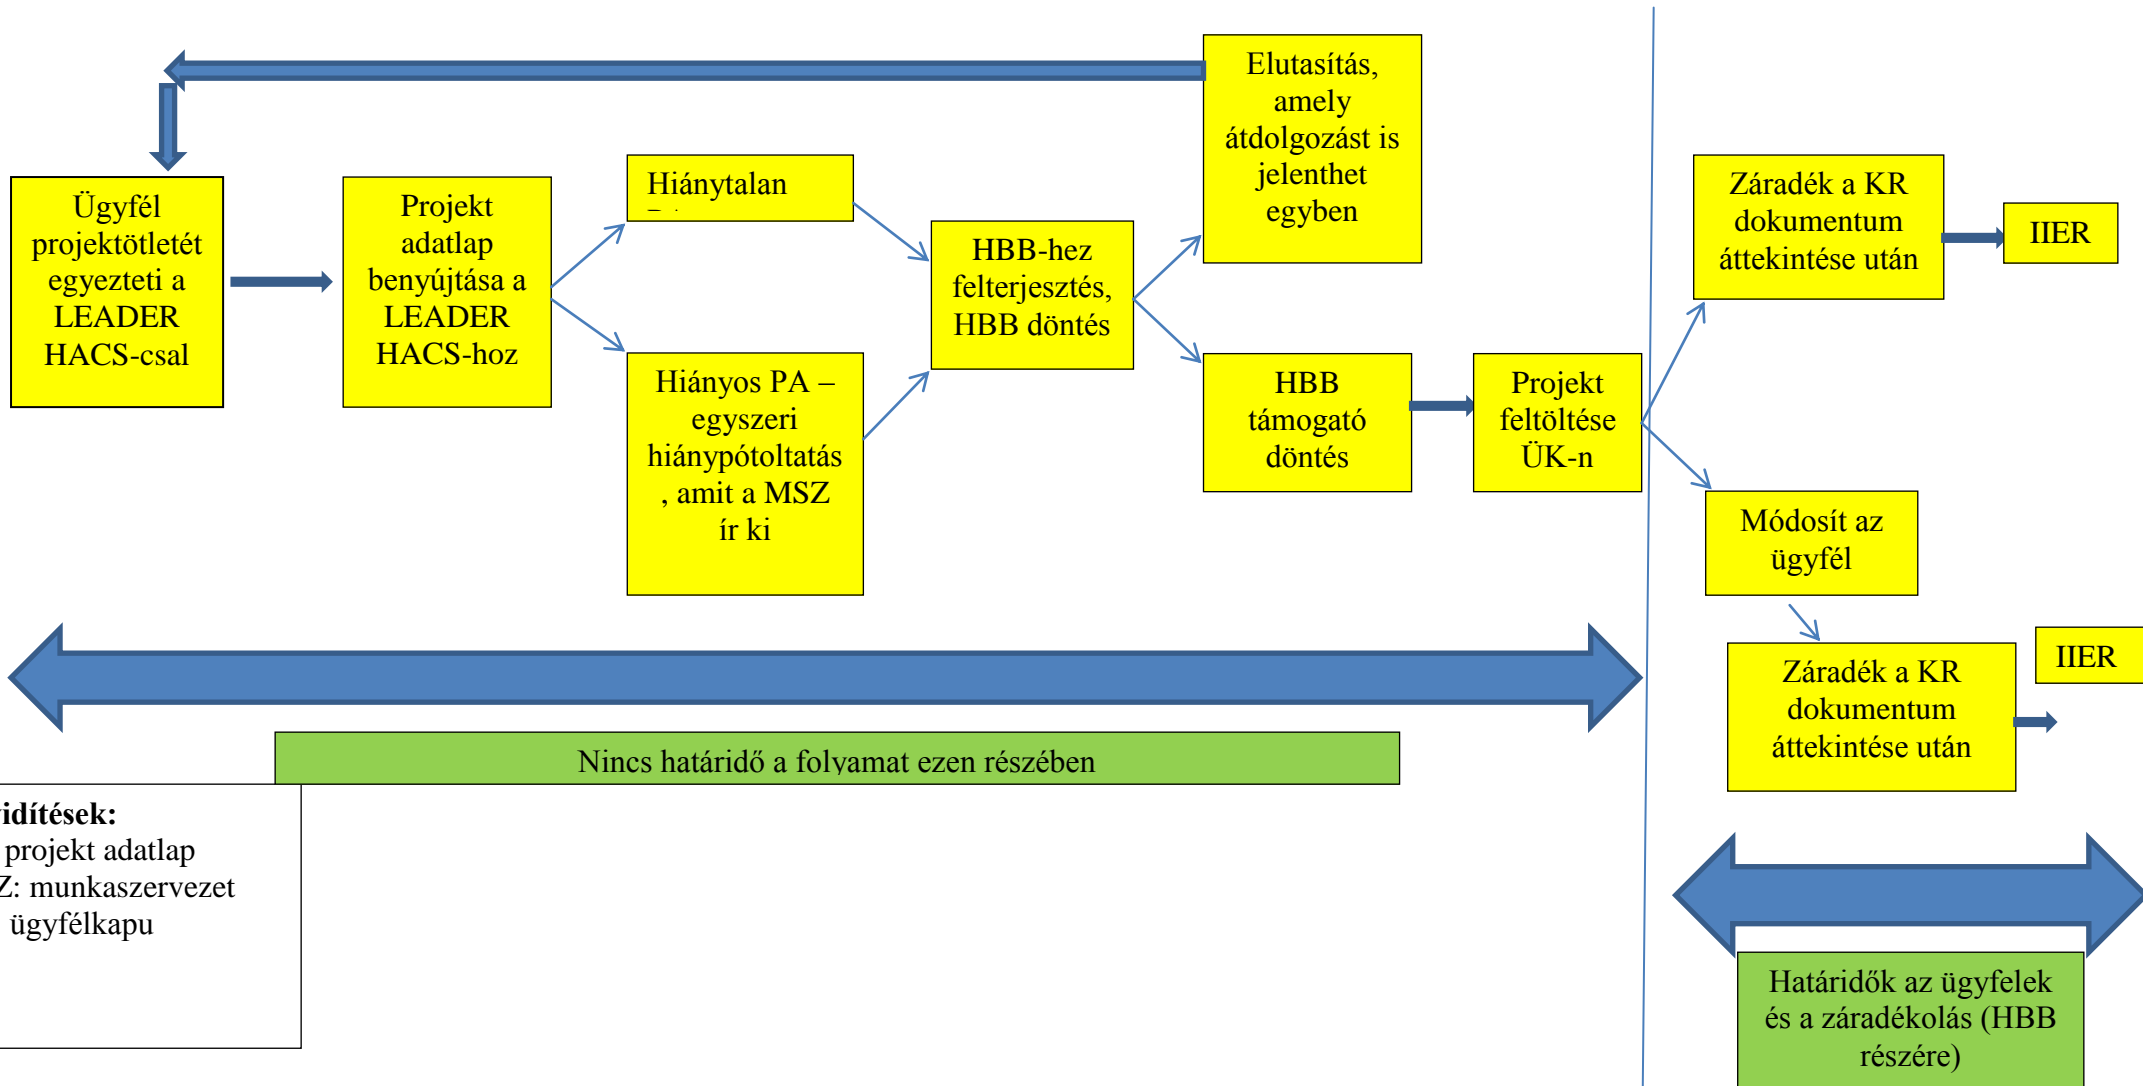 Elutasítás,
amely
átdolgozást is
jelenthet
egyben
Ügyfél
projektötletét
egyezteti a
LEADER
HACS-csal
Projekt
adatlap
benyújtása a
LEADER
HACS-hoz
Hiánytalan
Hiányos PA –
egyszeri
hiánypótoltatás
, amit a MSZ
ír ki
HBB-hez
felterjesztés,
HBB döntés
HBB
támogató
döntés
Projekt
feltöltése
ÜK-n
Záradék a KR
dokumentum
áttekintése után
IIER
Módosít az
ügyfél
Záradék a KR
dokumentum
áttekintése után
IIER
Nincs határidő a folyamat ezen részében
vidítések:
projekt adatlap
Z: munkaszervezet
ügyfélkapu
Határidők az ügyfelek
és a záradékolás (HBB
részére)